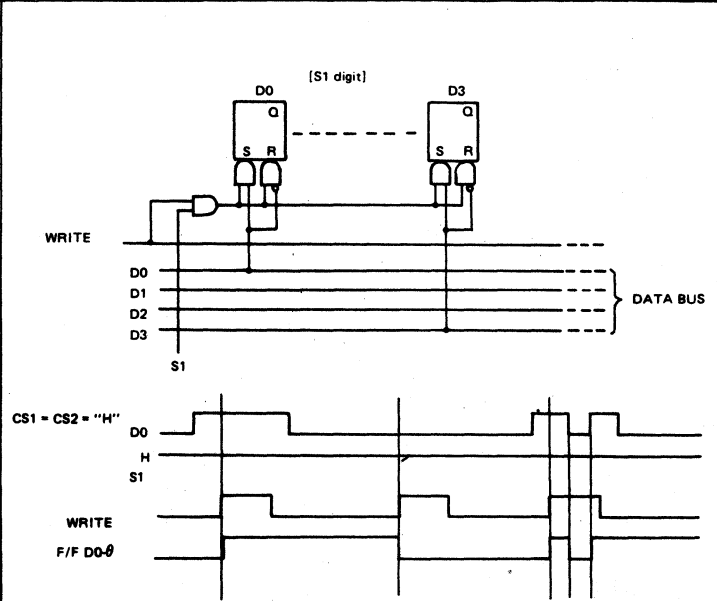 [S1 digit]
D0 D3
Q Q
S R S R
WRITE
D0
D1
D2
D3
DATA BUS
S1
CS1 = CS2 = "H"
D0
H
S1
WRITE
F/F D0-θ